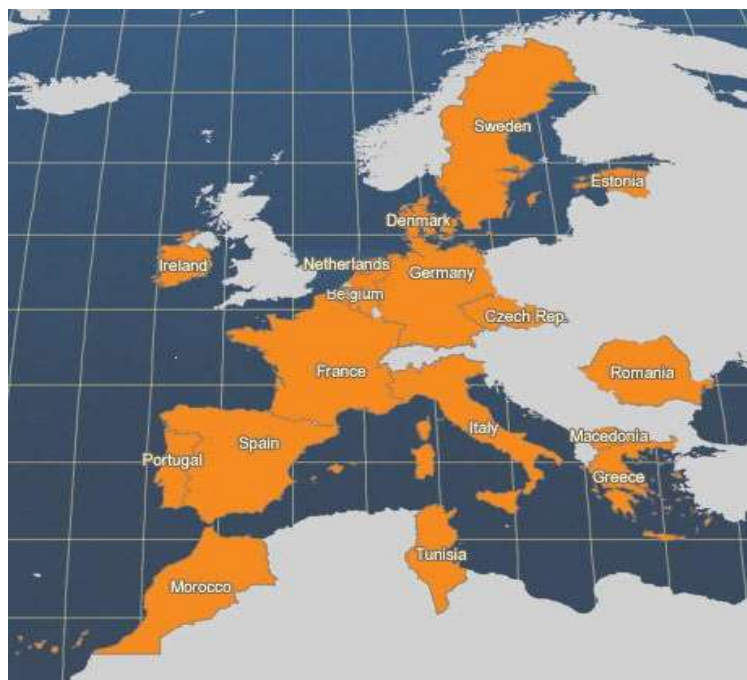 Sweden
Estonia
Denmark
Ireland
Netherlands
Germany
Belgium
Czech Rep.
France
Romania
Italy
Macedonia
Spain
Portugal
Greece
Tunisia
Morocco